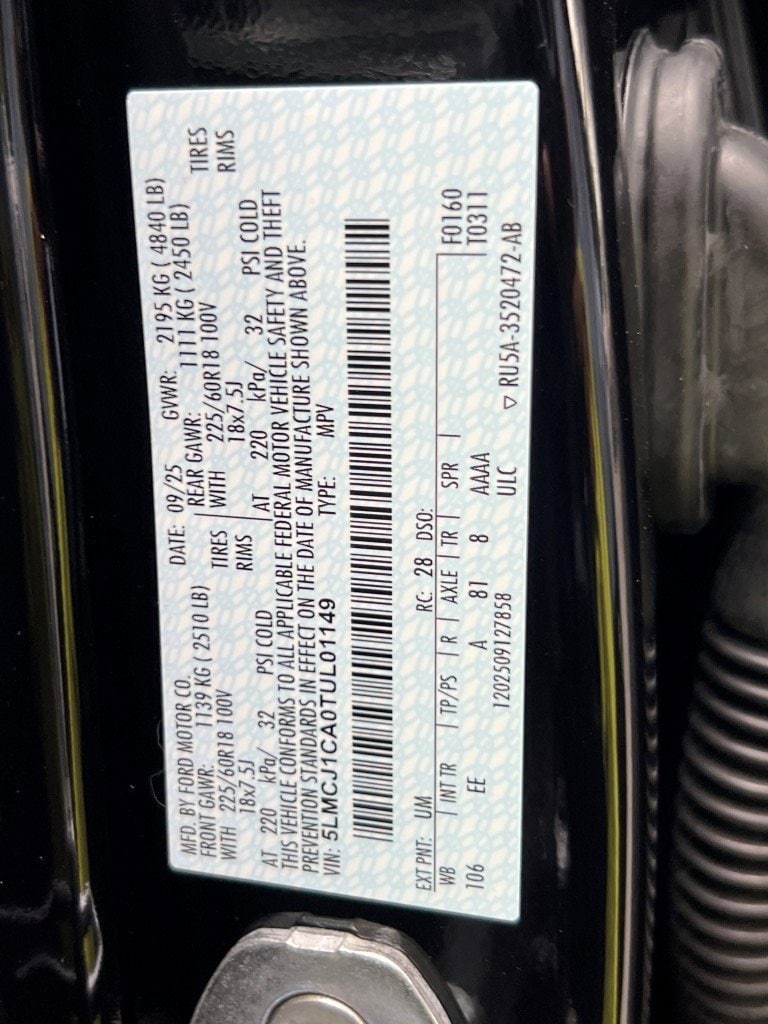 MFD. BY FORD MOTOR CO. DATE: 09/25 GVWR: 2195 KG ( 4840 LB)
FRONT GAWR: 1139 KG ( 2510 LB) REAR GAWR: 1111 KG ( 2450 LB)
WITH 225/60R18 100V TIRES WITH 225/60R18 100V TIRES
18x7.5J RIMS 18x7.5J RIMS
AT 220 kPa/ 32 PSI COLD AT 220 kPa/ 32 PSI COLD
THIS VEHICLE CONFORMS TO ALL APPLICABLE FEDERAL MOTOR VEHICLE SAFETY AND THEFT
PREVENTION STANDARDS IN EFFECT ON THE DATE OF MANUFACTURE SHOWN ABOVE.
VIN: 5LMCJ1CA0TUL01149 TYPE: MPV
EXT PNT: UM RC: 28 DSO: F0160
WB | INT TR | TP/PS | R | AXLE | TR | SPR | T0311
106 EE A 81 8 AAAA
1202509127858 ULC ▽ RU5A-3520472-AB